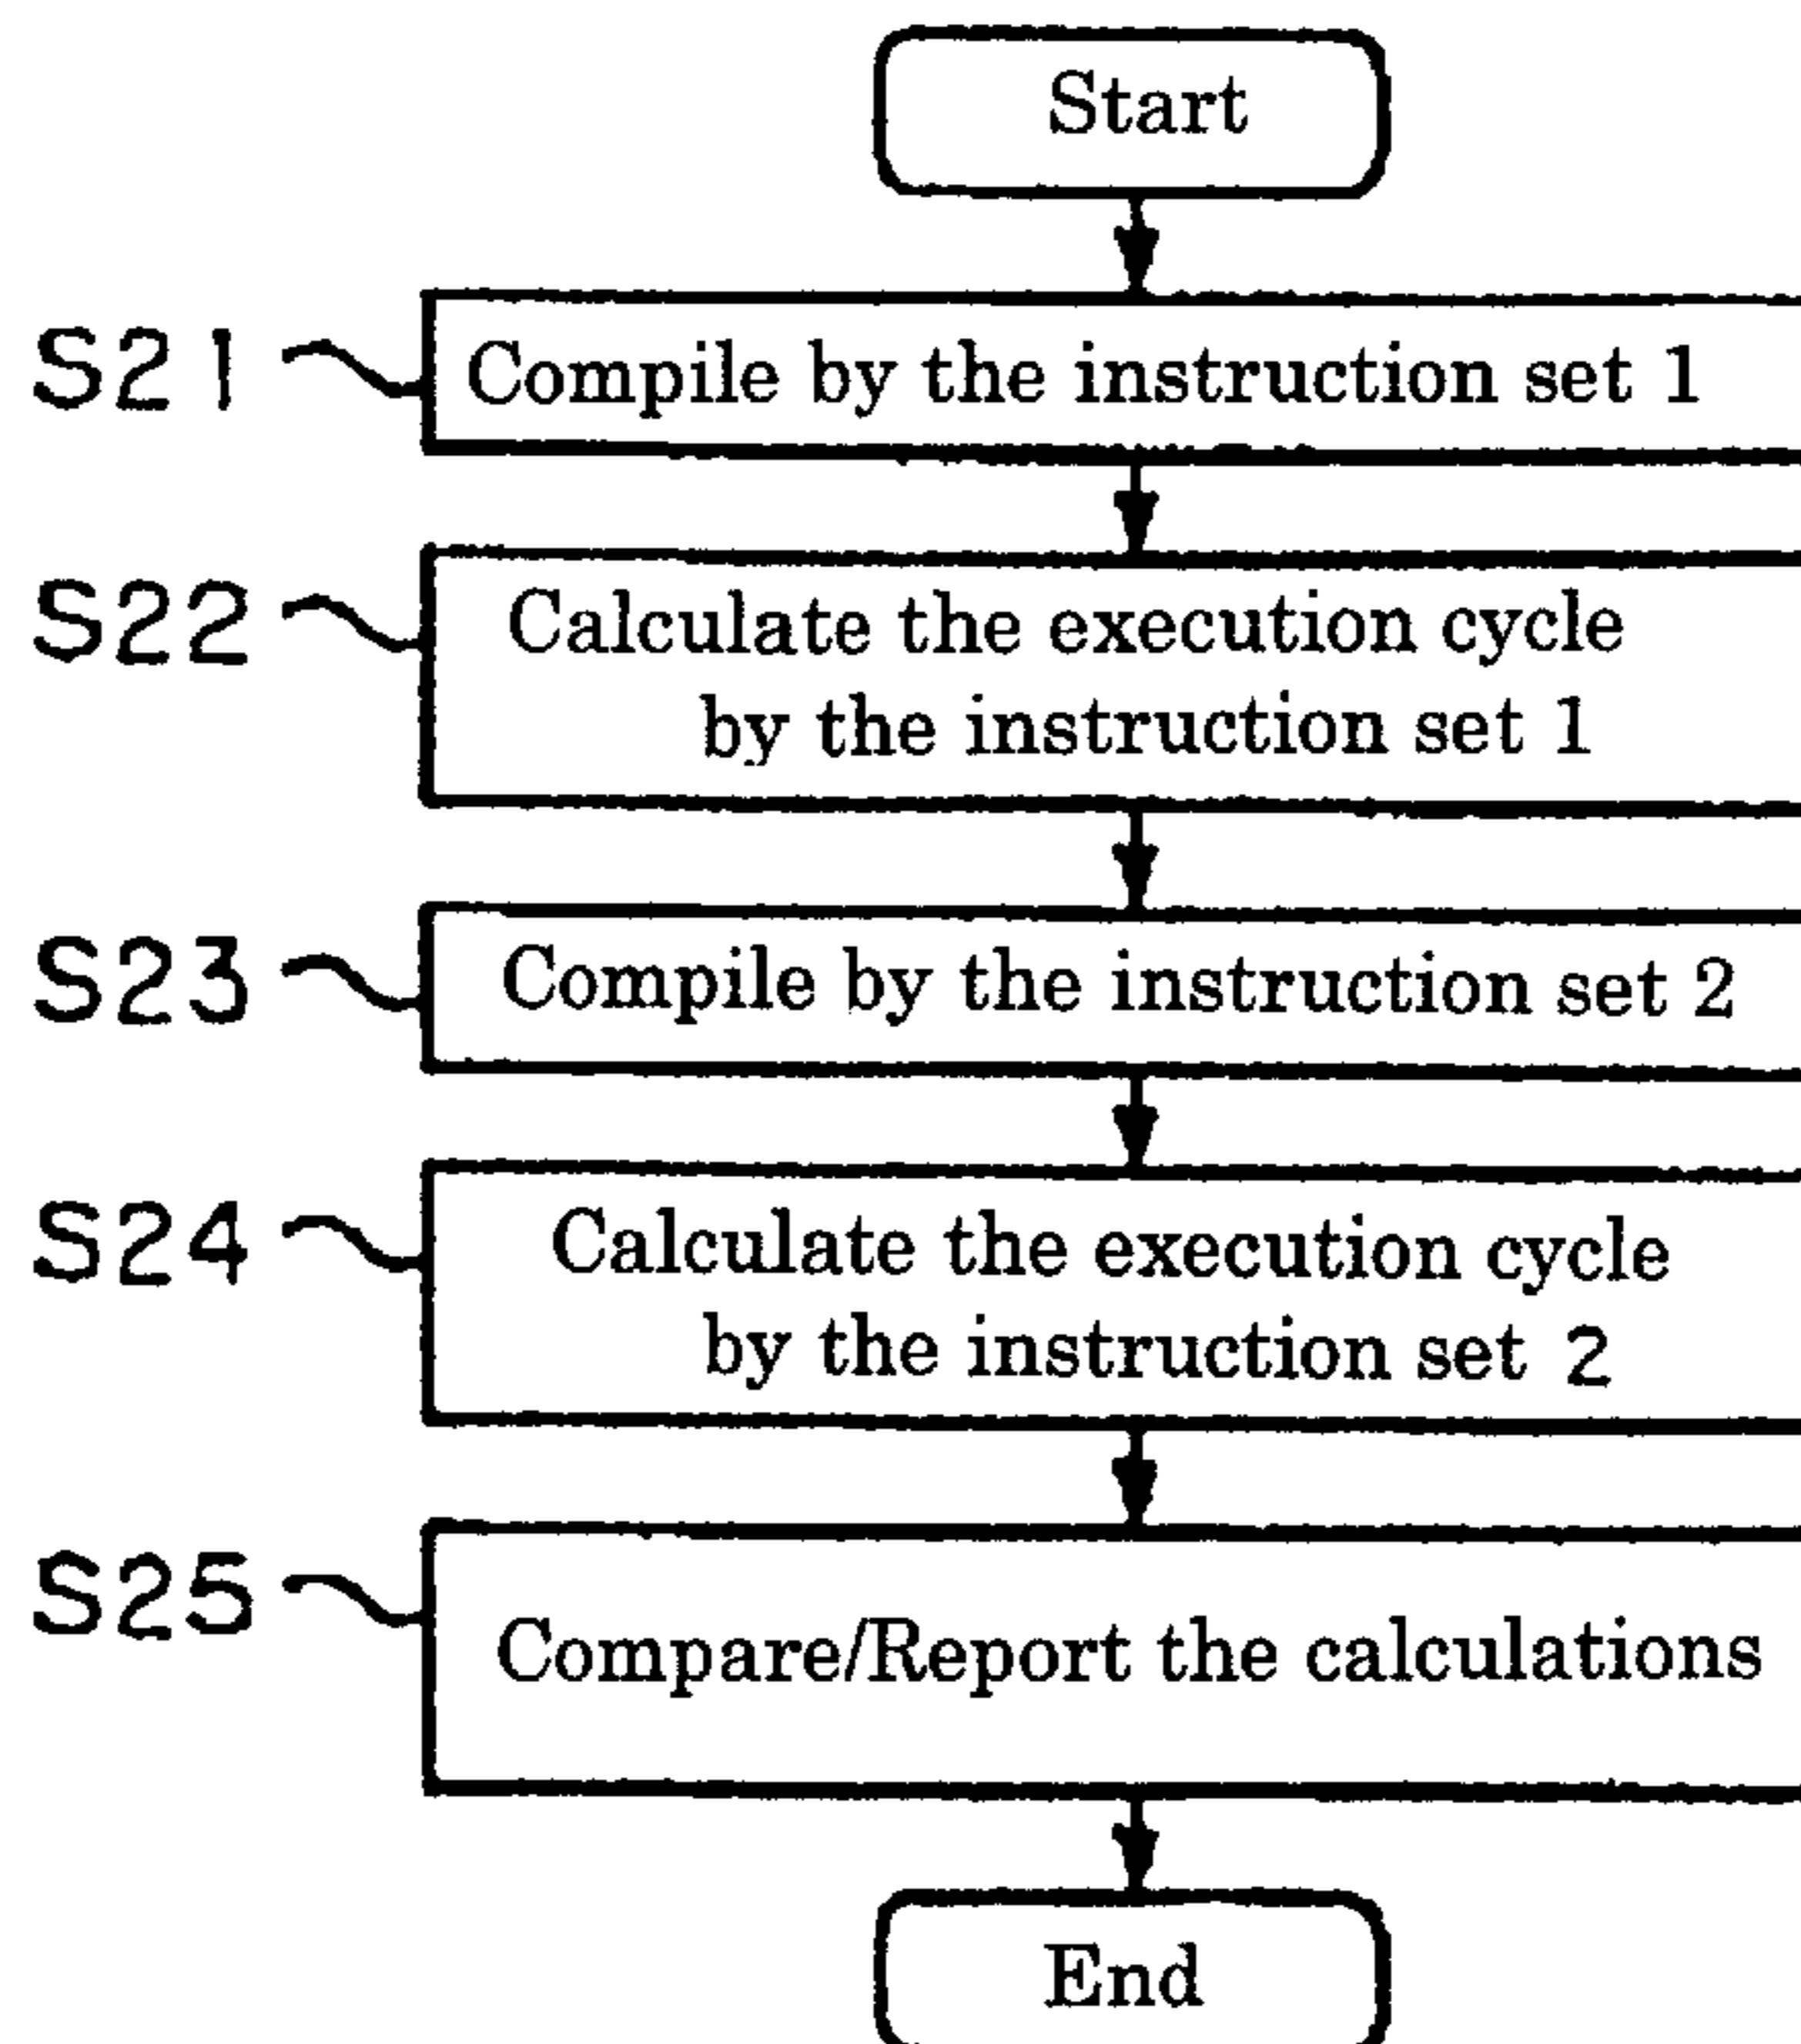 Start
S21 Compile by the instruction set 1
S22 Calculate the execution cycle
by the instruction set 1
S23 Compile by the instruction set 2
S24 Calculate the execution cycle
by the instruction set 2
S25 Compare/Report the calculations
End